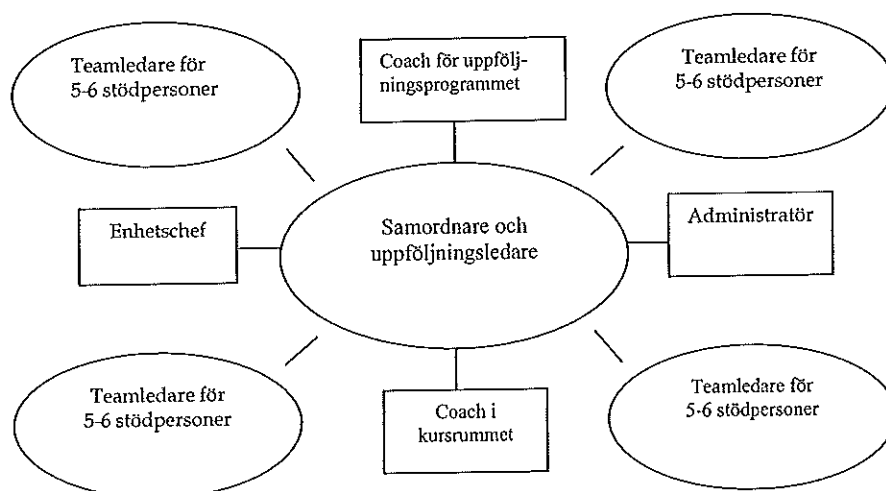 Teamledare för
5-6 stödpersoner
Coach för uppfölj-
ningsprogrammet
Teamledare för
5-6 stödpersoner
Enhetschef
Samordnare och
uppföljningsledare
Administratör
Teamledare för
5-6 stödpersoner
Coach i
kursrummet
Teamledare för
5-6 stödpersoner